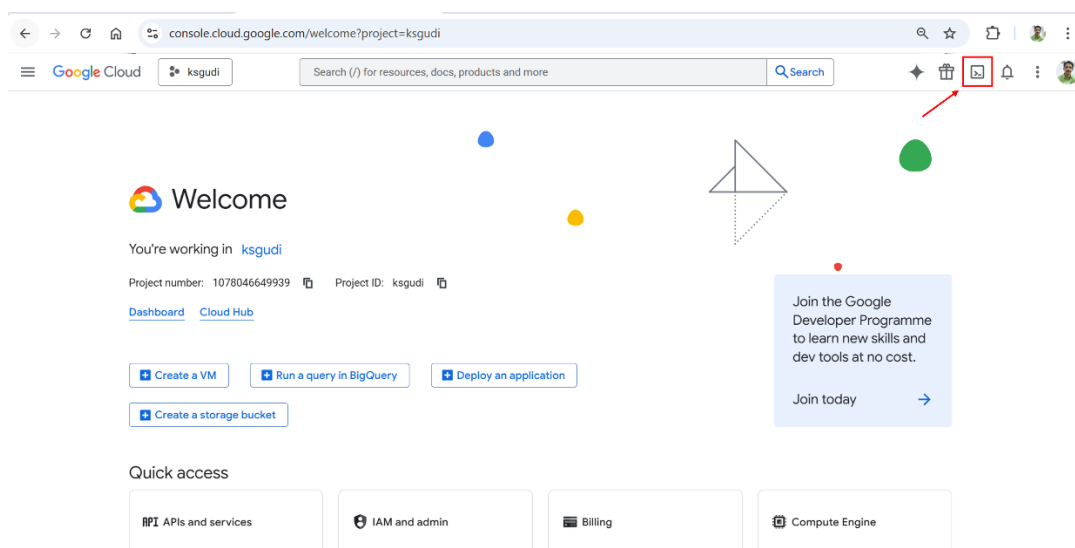 console.cloud.google.com/welcome?project=ksgudi
Google Cloud
ksgudi
Search (/) for resources, docs, products and more
Search
Welcome
You're working in ksgudi
Project number: 1078046649939
Project ID: ksgudi
Dashboard
Cloud Hub
Create a VM
Run a query in BigQuery
Deploy an application
Create a storage bucket
Join the Google
Developer Programme
to learn new skills and
dev tools at no cost.
Join today
Quick access
API APIs and services
IAM and admin
Billing
Compute Engine